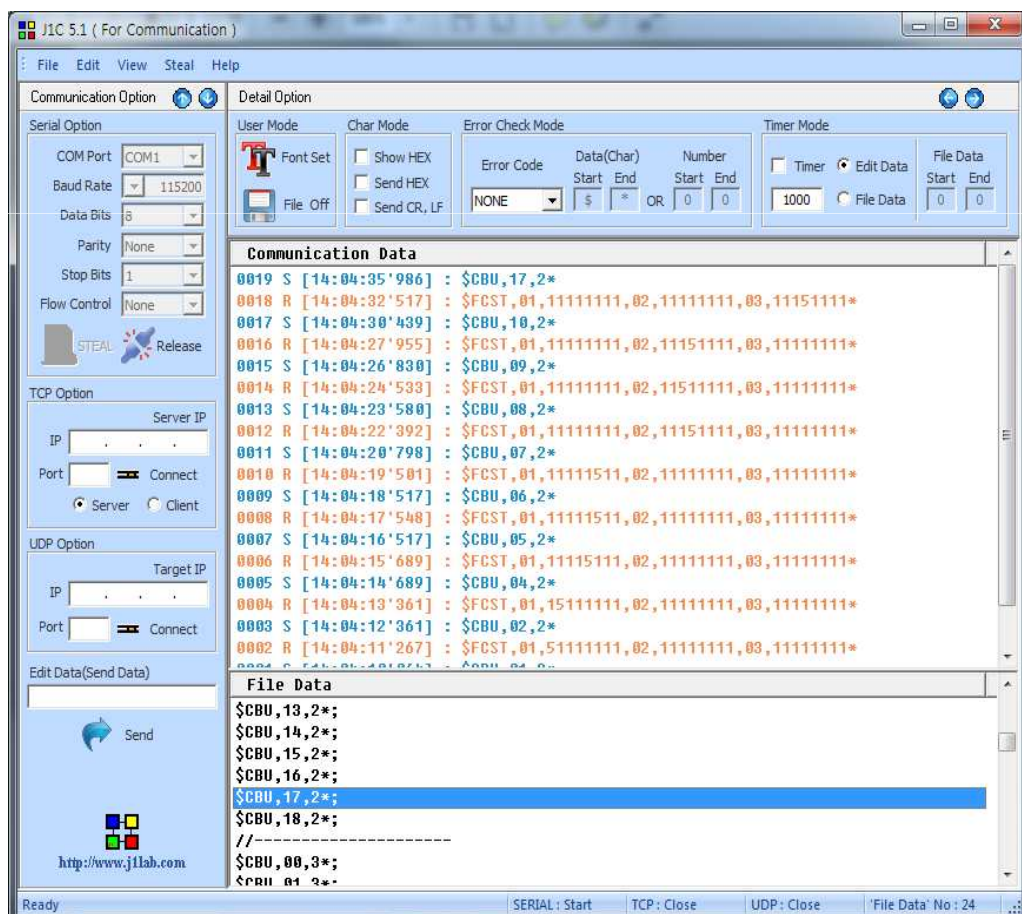 J1C 5.1 ( For Communication )
File Edit View Steal Help
Communication Option
Serial Option
COM Port COM1
Baud Rate 115200
Data Bits 8
Parity None
Stop Bits 1
Flow Control None
STEAL Release
TCP Option
Server IP
IP . . .
Port Connect
Server Client
UDP Option
Target IP
IP . . .
Port Connect
Edit Data(Send Data)
Send
http://www.j1lab.com
Detail Option
User Mode
Font Set
File Off
Char Mode
Show HEX
Send HEX
Send CR, LF
Error Check Mode
Error Code Data(Char) Number
Start End Start End
NONE $ * OR 0 0
Timer Mode
Timer Edit Data File Data
Start End
1000 File Data 0 0
Communication Data
0019 S [14:04:35'986] : $CBU,17,2*
0018 R [14:04:32'517] : $FCST,01,11111111,02,11111111,03,11151111*
0017 S [14:04:30'439] : $CBU,10,2*
0016 R [14:04:27'955] : $FCST,01,11111111,02,11151111,03,11111111*
0015 S [14:04:26'830] : $CBU,09,2*
0014 R [14:04:24'533] : $FCST,01,11111111,02,11511111,03,11111111*
0013 S [14:04:23'580] : $CBU,08,2*
0012 R [14:04:22'392] : $FCST,01,11111111,02,11151111,03,11111111*
0011 S [14:04:20'798] : $CBU,07,2*
0010 R [14:04:19'501] : $FCST,01,11111511,02,11111111,03,11111111*
0009 S [14:04:18'517] : $CBU,06,2*
0008 R [14:04:17'548] : $FCST,01,11111511,02,11111111,03,11111111*
0007 S [14:04:16'517] : $CBU,05,2*
0006 R [14:04:15'689] : $FCST,01,11115111,02,11111111,03,11111111*
0005 S [14:04:14'689] : $CBU,04,2*
0004 R [14:04:13'361] : $FCST,01,15111111,02,11111111,03,11111111*
0003 S [14:04:12'361] : $CBU,02,2*
0002 R [14:04:11'267] : $FCST,01,51111111,02,11111111,03,11111111*
File Data
$CBU,13,2*;
$CBU,14,2*;
$CBU,15,2*;
$CBU,16,2*;
$CBU,17,2*;
$CBU,18,2*;
//---------------------
$CBU,00,3*;
$CBU,01,3*;
Ready SERIAL : Start TCP : Close UDP : Close 'File Data' No : 24